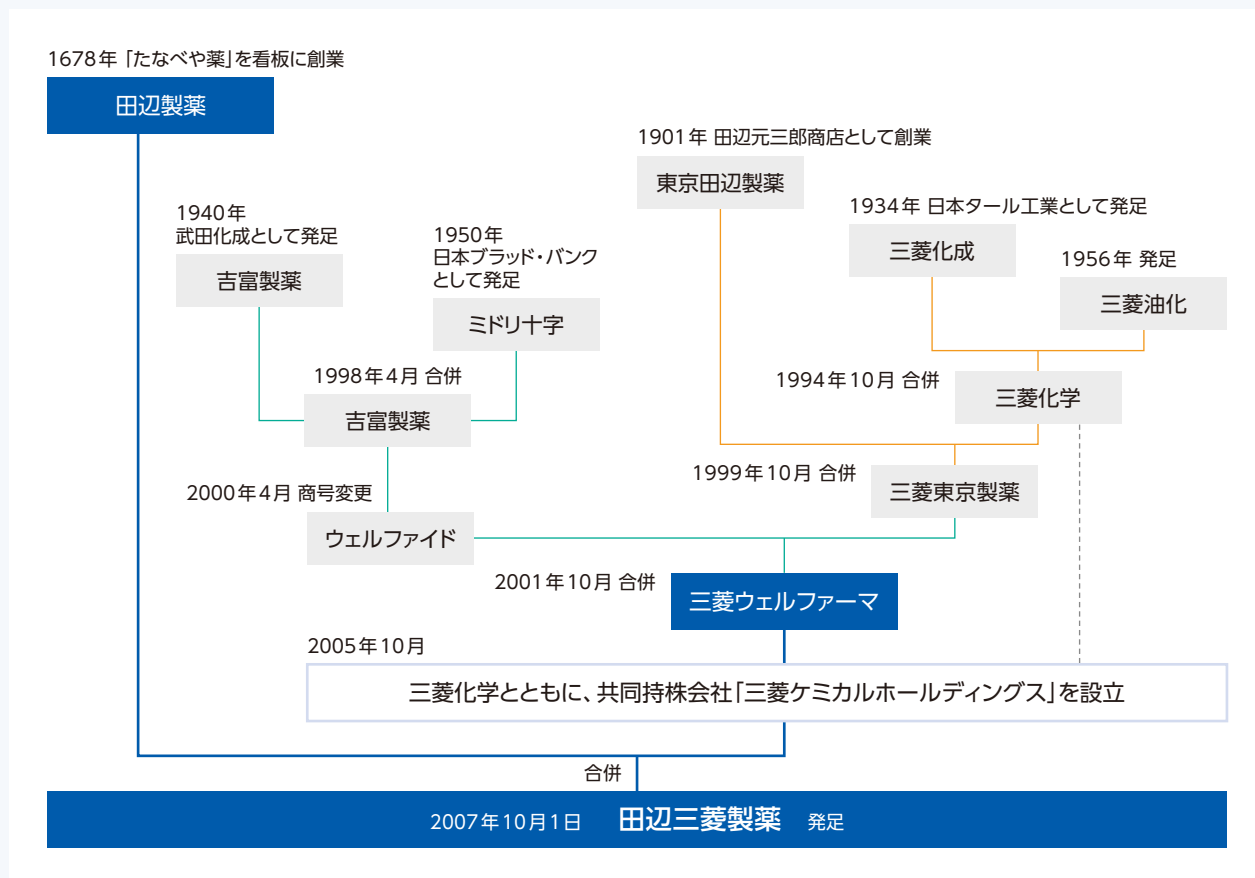 1678年 「たなべや薬」を看板に創業
田辺製薬
1901年 田辺元三郎商店として創業
東京田辺製薬
1934年 日本タール工業として発足
三菱化成
1956年 発足
三菱油化
1940年
武田化成として発足
吉富製薬
1950年
日本ブラッド・バンク
として発足
ミドリ十字
1998年4月 合併
吉富製薬
1994年10月 合併
三菱化学
2000年4月 商号変更
ウェルファイド
1999年10月 合併
三菱東京製薬
2001年10月 合併
三菱ウェルファーマ
2005年10月
三菱化学とともに、共同持株会社「三菱ケミカルホールディングス」を設立
合併
2007年10月1日 田辺三菱製薬 発足